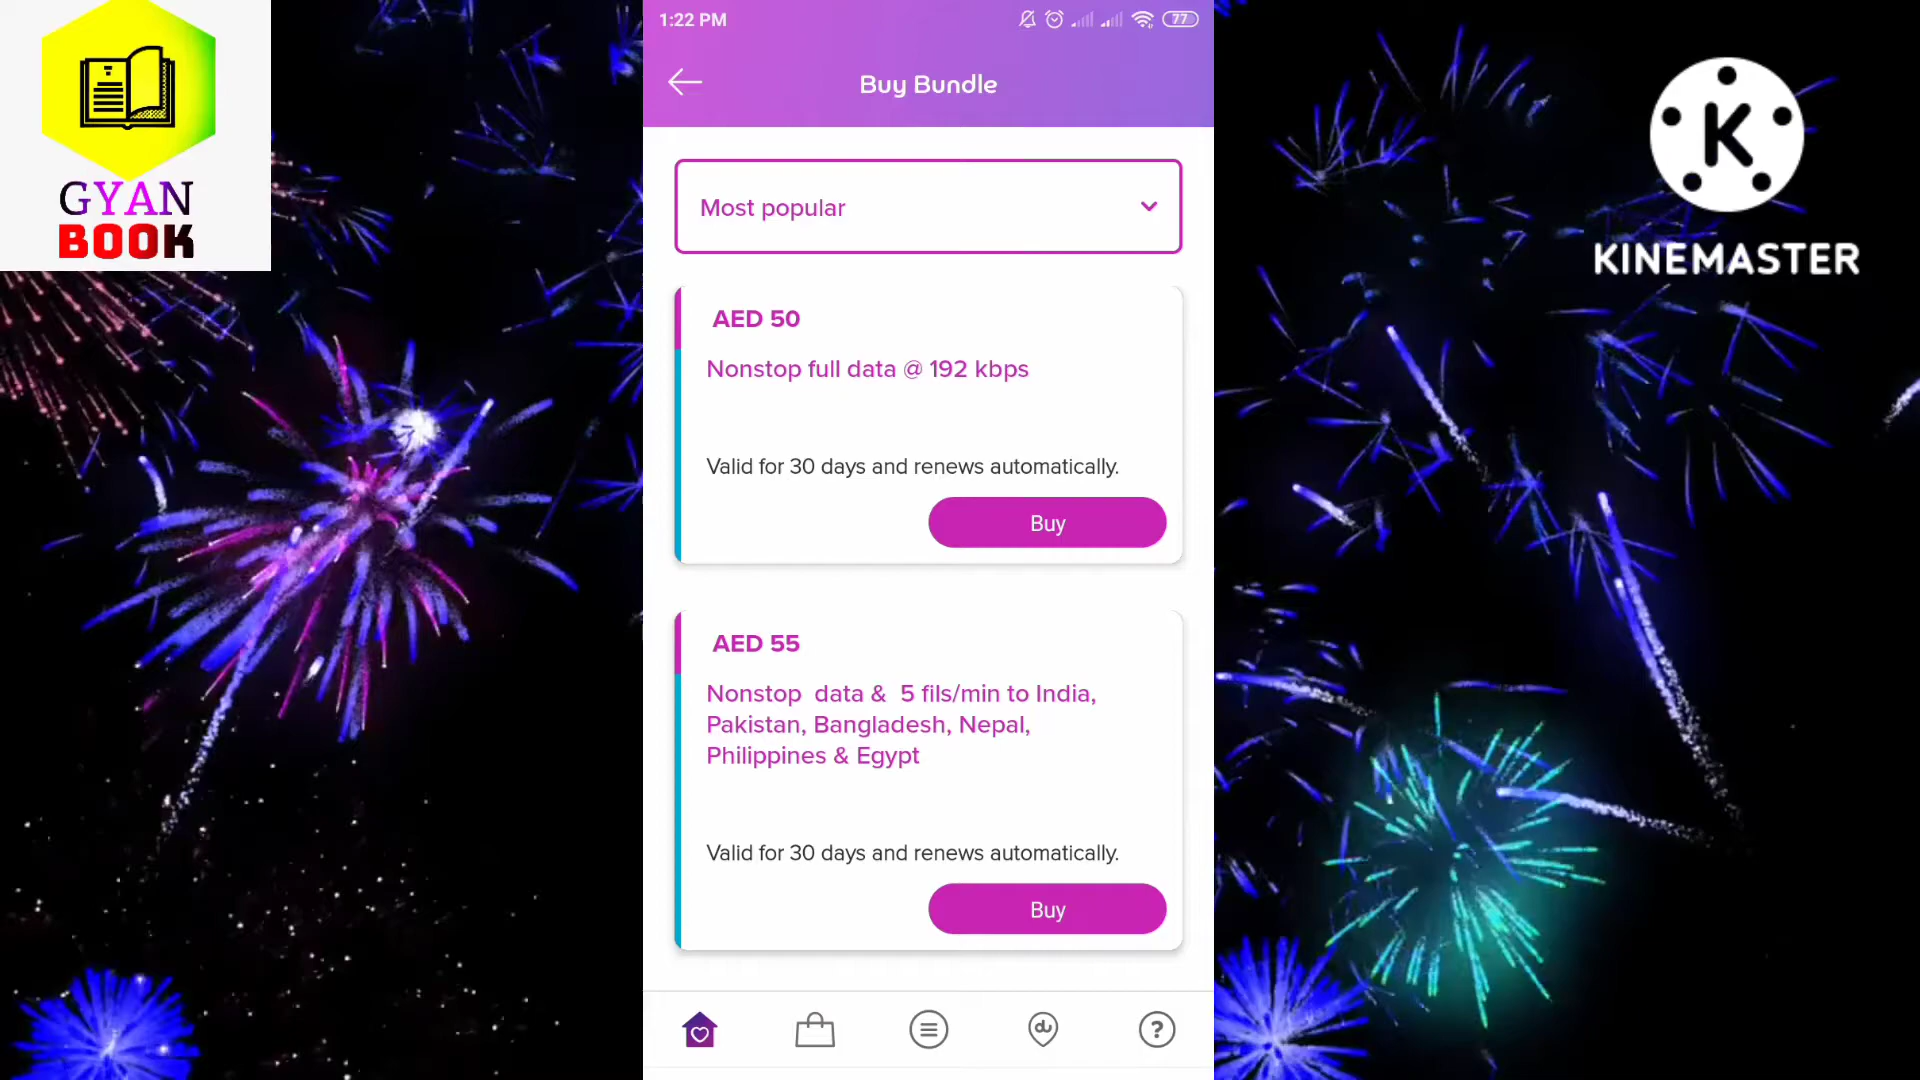 GYAN
BOOK
1:22 PM
77
Buy Bundle
Most popular
AED 50
Nonstop full data @ 192 kbps
Valid for 30 days and renews automatically.
Buy
AED 55
Nonstop  data &  5 fils/min to India,
Pakistan, Bangladesh, Nepal,
Philippines & Egypt
Valid for 30 days and renews automatically.
Buy
du
?
K
KINEMASTER